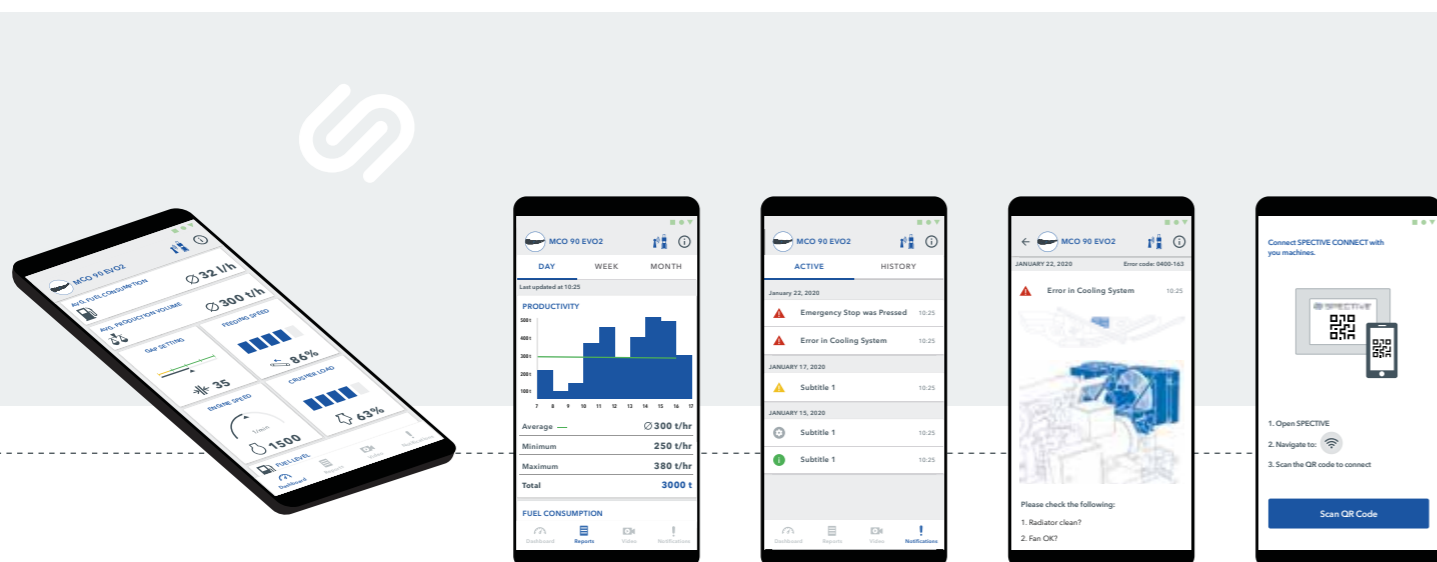 MCO 90 EVO2
AVG. FUEL CONSUMPTION
∅ 32 l/h
AVG. PRODUCTION VOLUME
∅ 300 t/h
GAP SETTING
35
FEEDING SPEED
86%
ENGINE SPEED
1500
CRUSHER LOAD
63%
FUEL LEVEL
Dashboard
Reports
Video
Notifications
MCO 90 EVO2
DAY WEEK MONTH
Last updated at 10:25
PRODUCTIVITY
500 t
400 t
300 t
200 t
100 t
7 8 9 10 11 12 13 14 15 16 17
Average — ∅ 300 t/hr
Minimum 250 t/hr
Maximum 380 t/hr
Total 3000 t
FUEL CONSUMPTION
Dashboard Reports Video Notifications
MCO 90 EVO2
ACTIVE HISTORY
January 22, 2020
Emergency Stop was Pressed 10:25
Error in Cooling System 10:25
JANUARY 17, 2020
Subtitle 1 10:25
JANUARY 15, 2020
Subtitle 1 10:25
Subtitle 1 10:25
Dashboard Reports Video Notifications
MCO 90 EVO2
JANUARY 22, 2020 Error code: 0400-163
Error in Cooling System 10:25
Please check the following:
1. Radiator clean?
2. Fan OK?
Connect SPECTIVE CONNECT with
you machines.
SPECTIVE
1. Open SPECTIVE
2. Navigate to:
3. Scan the QR code to connect
Scan QR Code